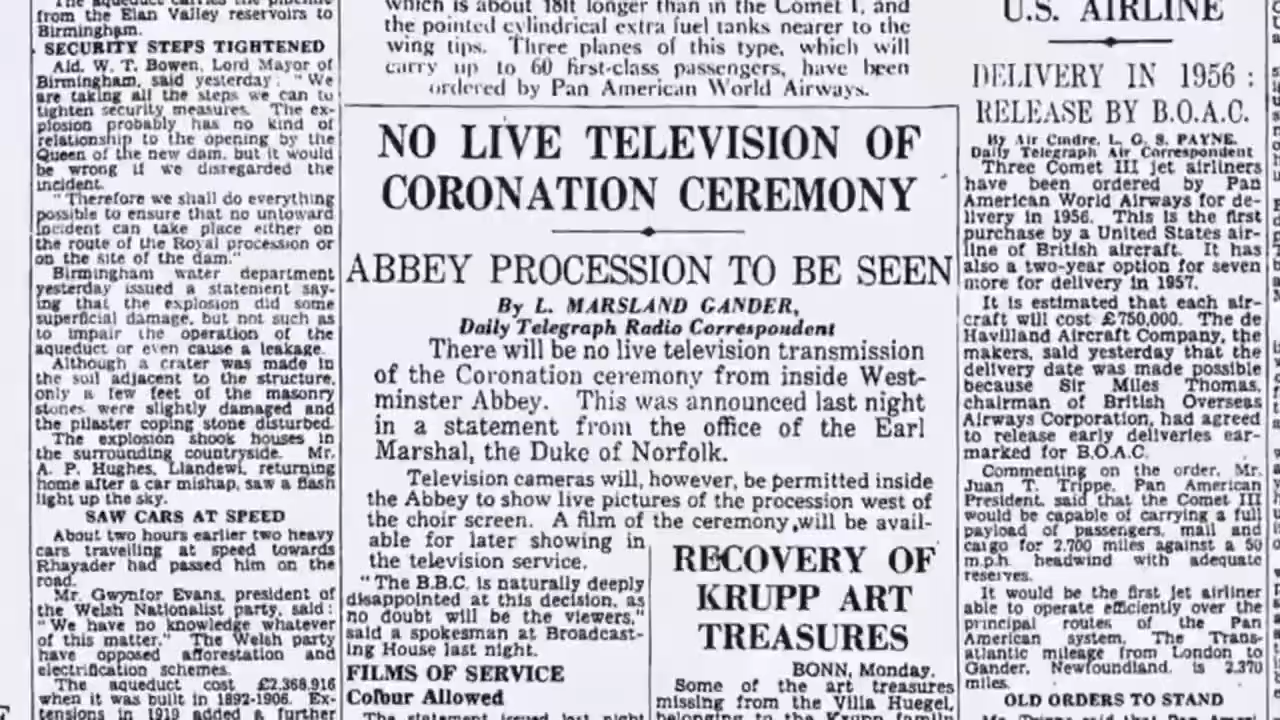 from the Elan Valley reservoirs to
Birmingham.
SECURITY STEPS TIGHTENED
Ald. W. T. Bowen, Lord Mayor of
Birmingham, said yesterday: "We
are taking all the steps we can to
tighten security measures. The ex-
plosion probably has no kind of
relationship to the opening by the
Queen of the new dam, but it would
be wrong if we disregarded the
incident.
"Therefore we shall do everything
possible to ensure that no untoward
incident can take place either on
the route of the Royal procession or
on the site of the dam."
Birmingham water department
yesterday issued a statement say-
ing that the explosion did some
superficial damage, but not such as
to impair the operation of the
aqueduct or even cause a leakage.
Although a crater was made in
the soil adjacent to the structure,
only a few feet of the masonry
stones were slightly damaged and
the pilaster coping stone disturbed.
The explosion shook houses in
the surrounding countryside. Mr.
A. P. Hughes, Llandewi, returning
home after a car mishap, saw a flash
light up the sky.
SAW CARS AT SPEED
About two hours earlier two heavy
cars travelling at speed towards
Rhayader had passed him on the
road.
Mr. Gwynfor Evans, president of
the Welsh Nationalist party, said:
"We have no knowledge whatever
of this matter." The Welsh party
have opposed afforestation and
electrification schemes.
The aqueduct cost £2,368,916
when it was built in 1892-1906. Ex-
tensions in 1919 added a further
which is about 18ft longer than in the Comet I, and
the pointed cylindrical extra fuel tanks nearer to the
wing tips. Three planes of this type, which will
carry up to 60 first-class passengers, have been
ordered by Pan American World Airways.
NO LIVE TELEVISION OF
CORONATION CEREMONY
ABBEY PROCESSION TO BE SEEN
By L. MARSLAND GANDER,
Daily Telegraph Radio Correspondent
There will be no live television transmission
of the Coronation ceremony from inside West-
minster Abbey. This was announced last night
in a statement from the office of the Earl
Marshal, the Duke of Norfolk.
Television cameras will, however, be permitted inside
the Abbey to show live pictures of the procession west of
the choir screen. A film of the ceremony will be avail-
able for later showing in
the television service.
"The B.B.C. is naturally deeply
disappointed at this decision, as
no doubt will be the viewers,"
said a spokesman at Broadcast-
ing House last night.
FILMS OF SERVICE
Colour Allowed
The statement issued last night
RECOVERY OF
KRUPP ART
TREASURES
BONN, Monday.
Some of the art treasures
missing from the Villa Huegel,
belonging to the Krupp family
U.S. AIRLINE
DELIVERY IN 1956:
RELEASE BY B.O.A.C.
By Air Cmdre. L. G. S. PAYNE,
Daily Telegraph Air Correspondent
Three Comet III jet airliners
have been ordered by Pan
American World Airways for de-
livery in 1956. This is the first
purchase by a United States air-
line of British aircraft. It has
also a two-year option for seven
more for delivery in 1957.
It is estimated that each air-
craft will cost £750,000. The de
Havilland Aircraft Company, the
makers, said yesterday that the
delivery date was made possible
because Sir Miles Thomas,
chairman of British Overseas
Airways Corporation, had agreed
to release early deliveries ear-
marked for B.O.A.C.
Commenting on the order, Mr.
Juan T. Trippe, Pan American
President, said that the Comet III
would be capable of carrying a full
payload of passengers, mail and
cargo for 2,700 miles against a 50
m.p.h. headwind with adequate
reserves.
It would be the first jet airliner
able to operate efficiently over the
principal routes of the Pan
American system. The Trans-
atlantic mileage from London to
Gander, Newfoundland, is 2,370
miles.
OLD ORDERS TO STAND